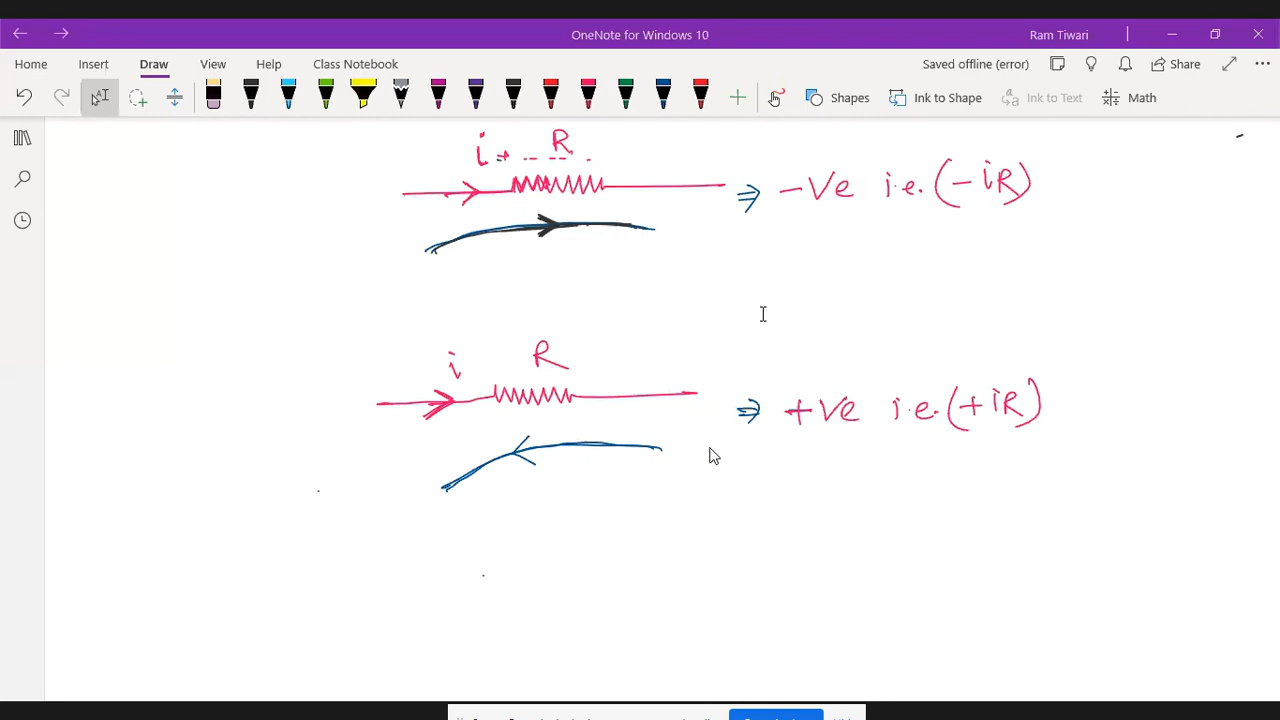 OneNote for Windows 10
Ram Tiwari
Home Insert Draw View Help Class Notebook
Saved offline (error) Share
Shapes Ink to Shape Ink to Text Math
i R
⇒ -Ve i.e. (-iR)
i R
⇒ +Ve i.e. (+iR)